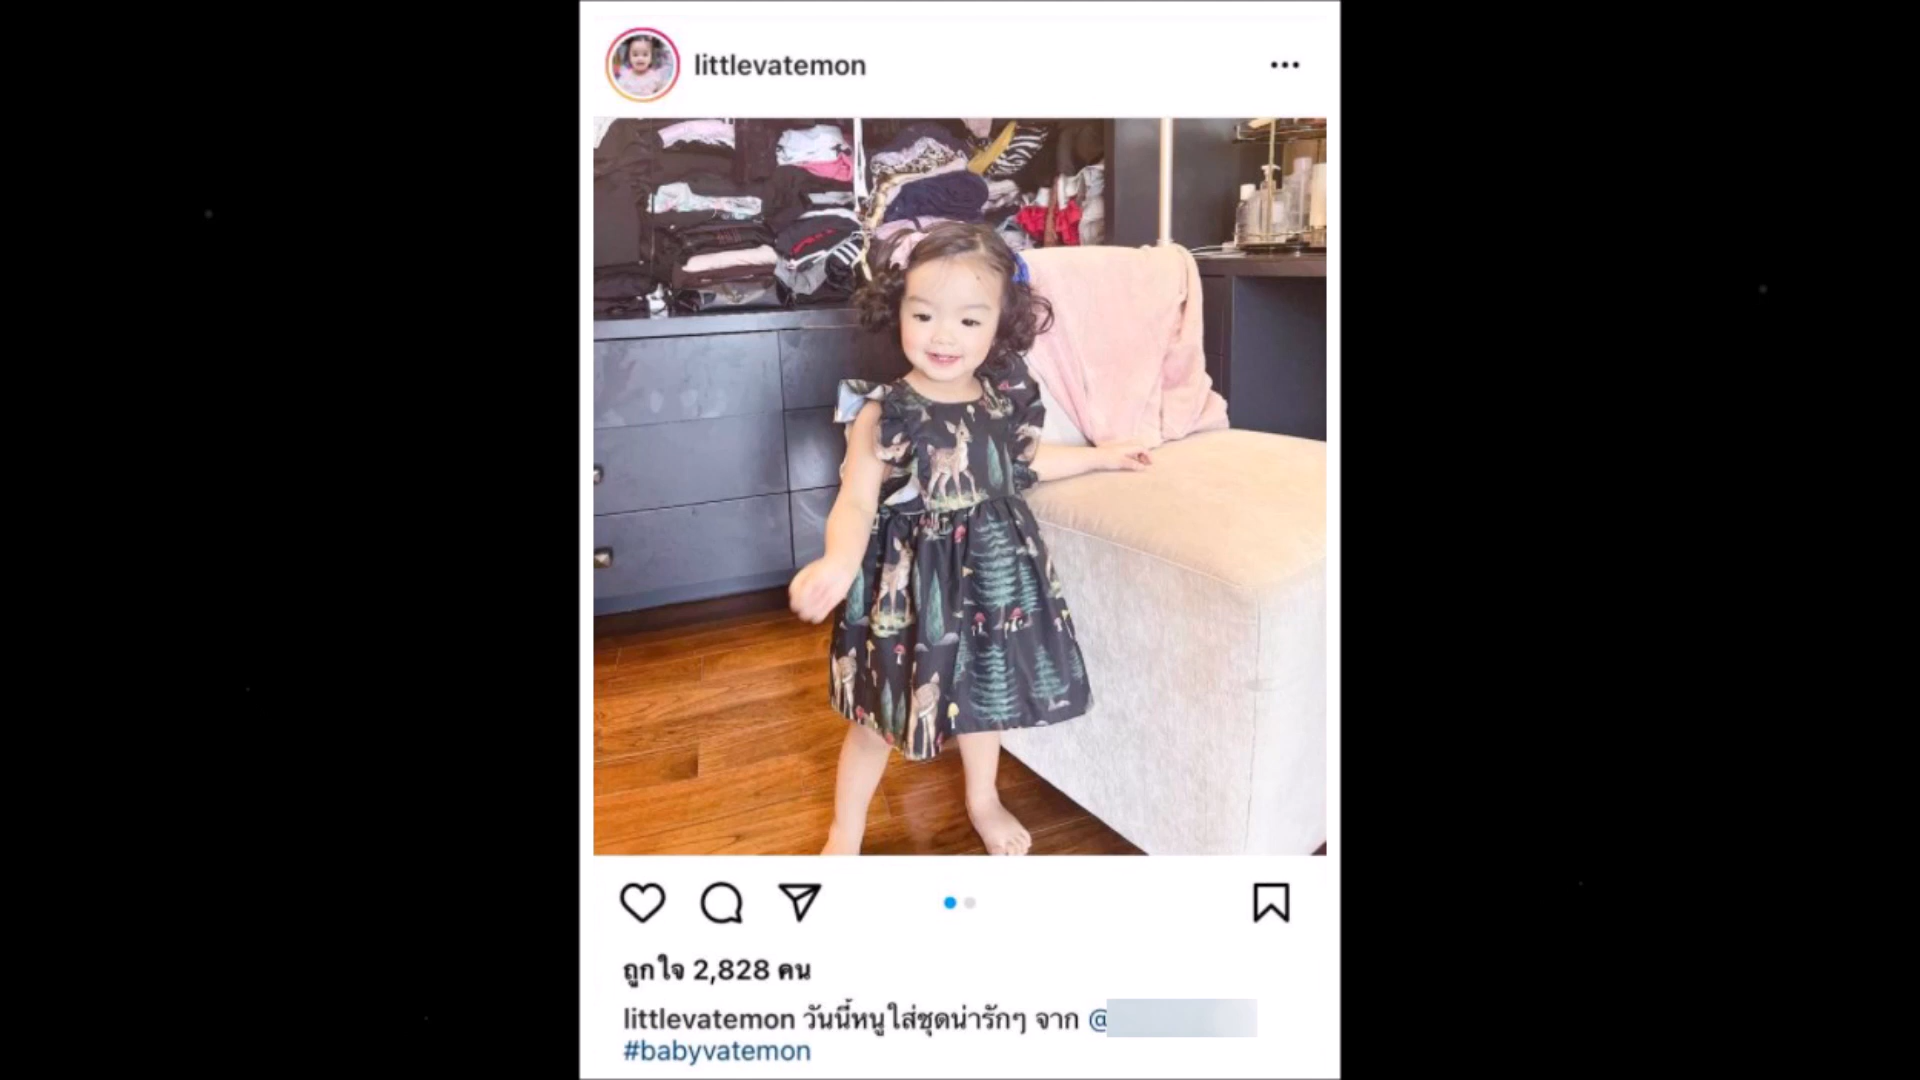 littlevatemon
ถูกใจ 2,828 คน
littlevatemon วันนี้หนูใส่ชุดน่ารักๆ จาก @
#babyvatemon